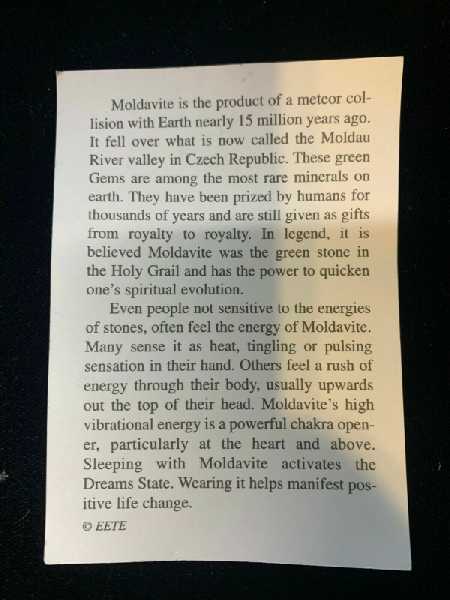 Moldavite is the product of a meteor col-
lision with Earth nearly 15 million years ago.
It fell over what is now called the Moldau
River valley in Czech Republic. These green
Gems are among the most rare minerals on
earth. They have been prized by humans for
thousands of years and are still given as gifts
from royalty to royalty. In legend, it is
believed Moldavite was the green stone in
the Holy Grail and has the power to quicken
one's spiritual evolution.
Even people not sensitive to the energies
of stones, often feel the energy of Moldavite.
Many sense it as heat, tingling or pulsing
sensation in their hand. Others feel a rush of
energy through their body, usually upwards
out the top of their head. Moldavite's high
vibrational energy is a powerful chakra open-
er, particularly at the heart and above.
Sleeping with Moldavite activates the
Dreams State. Wearing it helps manifest pos-
itive life change.
© EETE